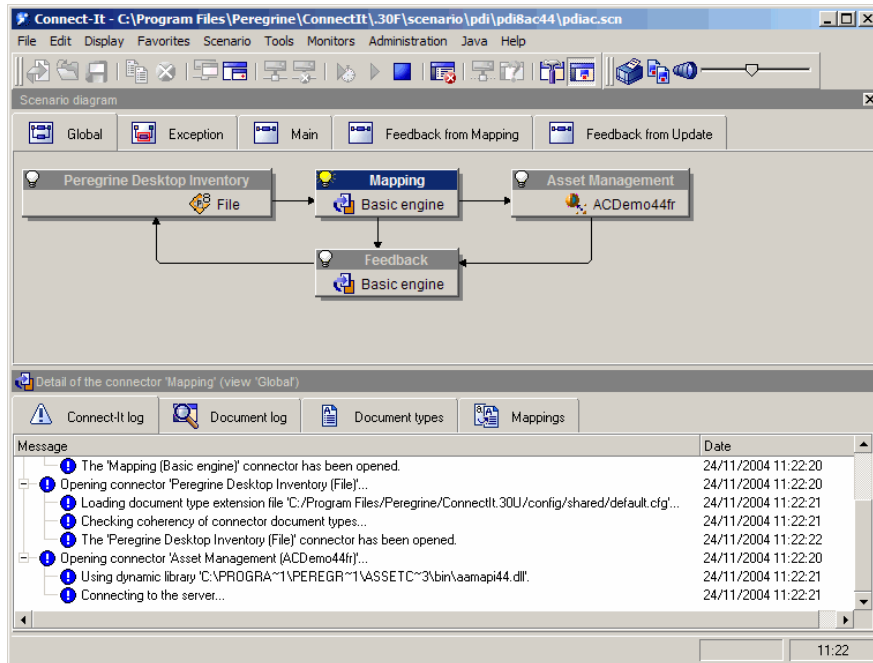 Connect-It - C:\Program Files\Peregrine\ConnectIt\.30F\scenario\pdi\pdi8ac44\pdiac.scn
File Edit Display Favorites Scenario Tools Monitors Administration Java Help
Scenario diagram
Global Exception Main Feedback from Mapping Feedback from Update
Peregrine Desktop Inventory Mapping Asset Management
File Basic engine ACDemo44fr
Feedback
Basic engine
Detail of the connector 'Mapping' (view 'Global')
Connect-It log Document log Document types Mappings
Message Date
The 'Mapping (Basic engine)' connector has been opened. 24/11/2004 11:22:20
Opening connector 'Peregrine Desktop Inventory (File)'... 24/11/2004 11:22:20
Loading document type extension file 'C:/Program Files/Peregrine/ConnectIt.30U/config/shared/default.cfg'... 24/11/2004 11:22:21
Checking coherency of connector document types... 24/11/2004 11:22:21
The 'Peregrine Desktop Inventory (File)' connector has been opened. 24/11/2004 11:22:22
Opening connector 'Asset Management (ACDemo44fr)'... 24/11/2004 11:22:20
Using dynamic library 'C:\PROGRA~1\PEREGR~1\ASSETC~3\bin\aamapi44.dll'. 24/11/2004 11:22:21
Connecting to the server... 24/11/2004 11:22:21
11:22